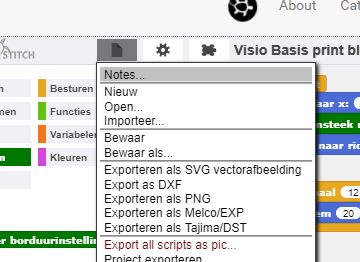 About Cat
STITCH
Visio Basis print bl
Notes...
Nieuw
Open...
Importeer...
Bewaar
Bewaar als...
Exporteren als SVG vectorafbeelding
Export as DXF
Exporteren als PNG
Exporteren als Melco/EXP
Exporteren als Tajima/DST
Export all scripts as pic...
Project exporteren
Besturen
Functies
Variabelen
Kleuren
men
er borduurinstellin
aar x:
nsteek
naar ric
aal 12
em 20